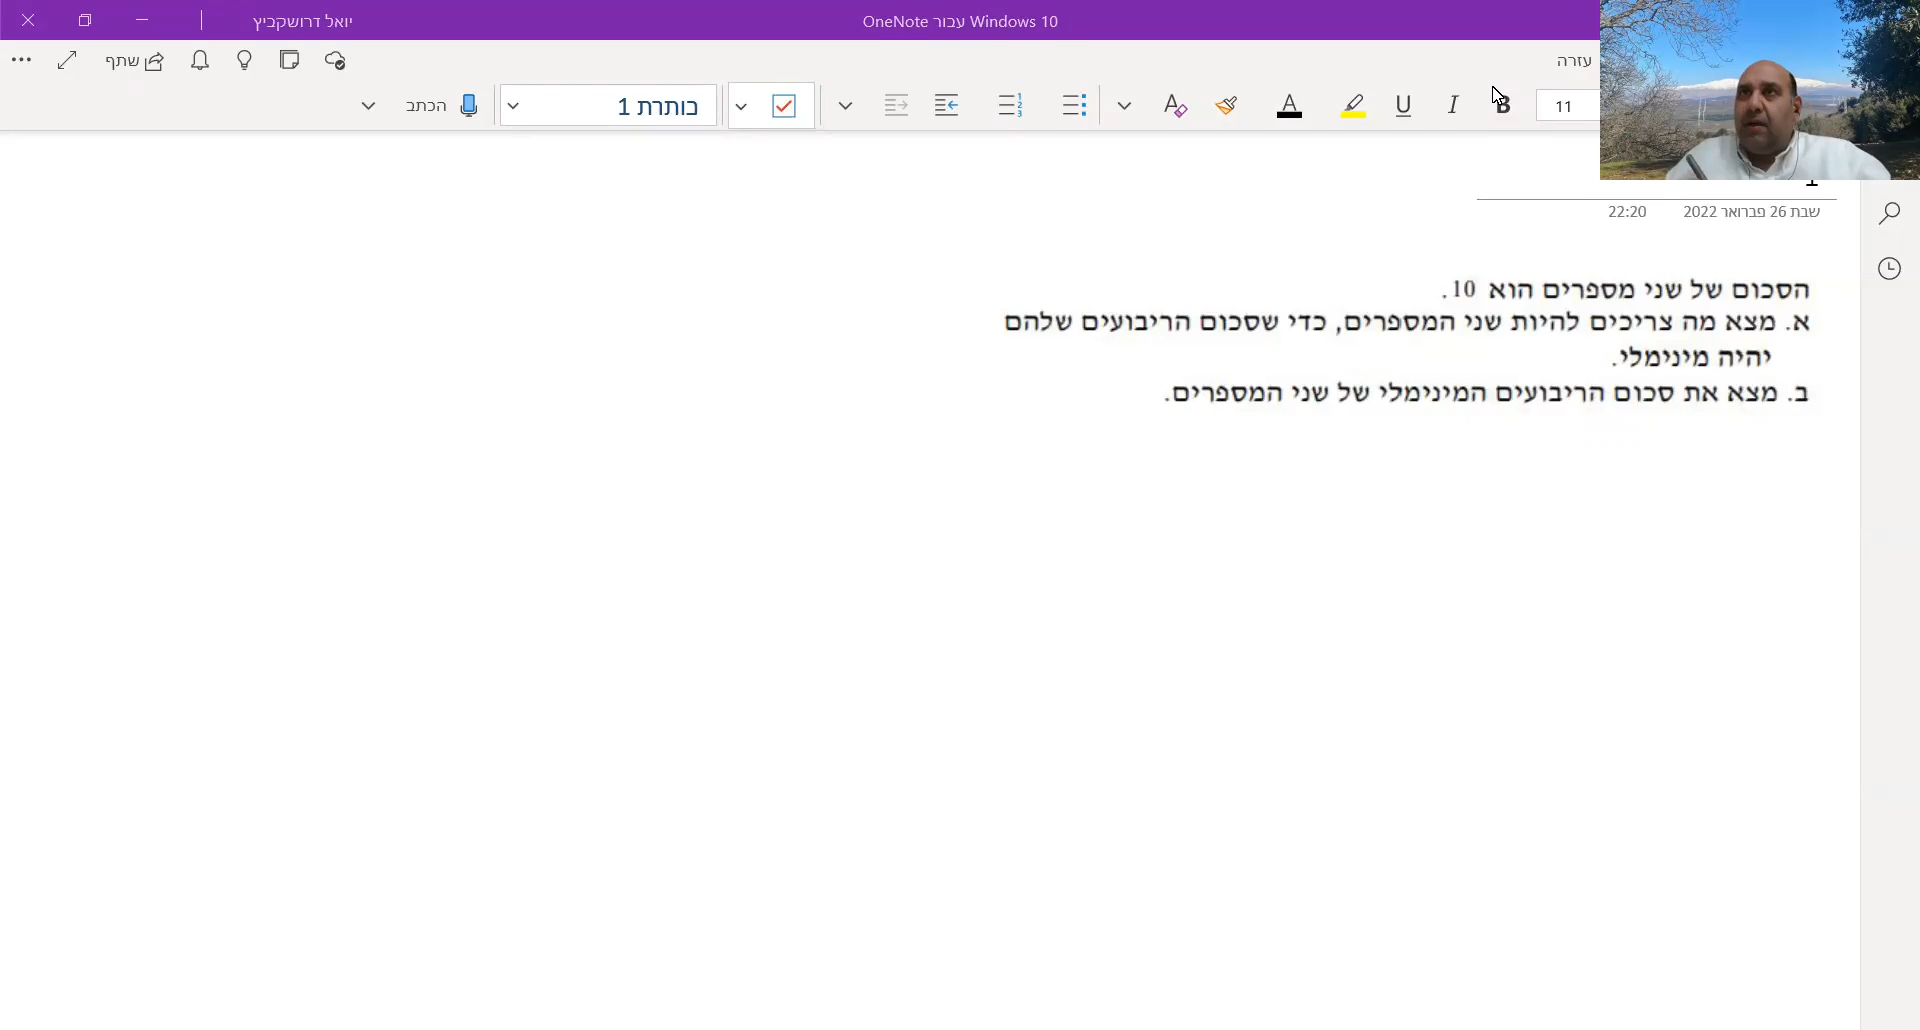 OneNote עבור Windows 10
יואל דרושקביץ
עזרה
שתף
11
B
I
U
A
A
כותרת 1
הכתב
שבת 26 פברואר 2022 22:20
הסכום של שני מספרים הוא 10.
א. מצא מה צריכים להיות שני המספרים, כדי שסכום הריבועים שלהם
יהיה מינימלי.
ב. מצא את סכום הריבועים המינימלי של שני המספרים.